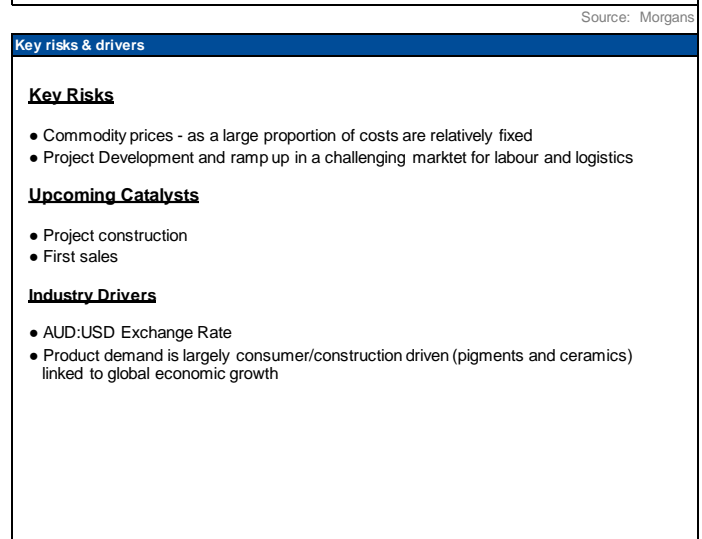 Source: Morgans
Key risks & drivers
Key Risks
● Commodity prices - as a large proportion of costs are relatively fixed
● Project Development and ramp up in a challenging marktet for labour and logistics
Upcoming Catalysts
● Project construction
● First sales
Industry Drivers
● AUD:USD Exchange Rate
● Product demand is largely consumer/construction driven (pigments and ceramics)
linked to global economic growth